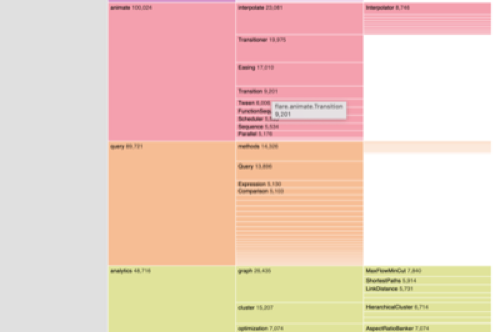 animate 100,024
interpolate 23,081
Interpolator 8,746
Transitioner 19,975
Easing 17,010
Transition 9,201
Tween 6,006
flare.animate.Transition
9,201
FunctionSeq
Scheduler
Sequence 5,534
Parallel 5,176
query 89,721
methods 14,326
Query 13,896
Expression 5,130
Comparison 5,103
analytics 48,716
graph 26,435
MaxFlowMinCut 7,840
ShortestPaths 5,914
LinkDistance 5,731
cluster 15,207
HierarchicalCluster 6,714
optimization 7,074
AspectRatioBanker 7,074